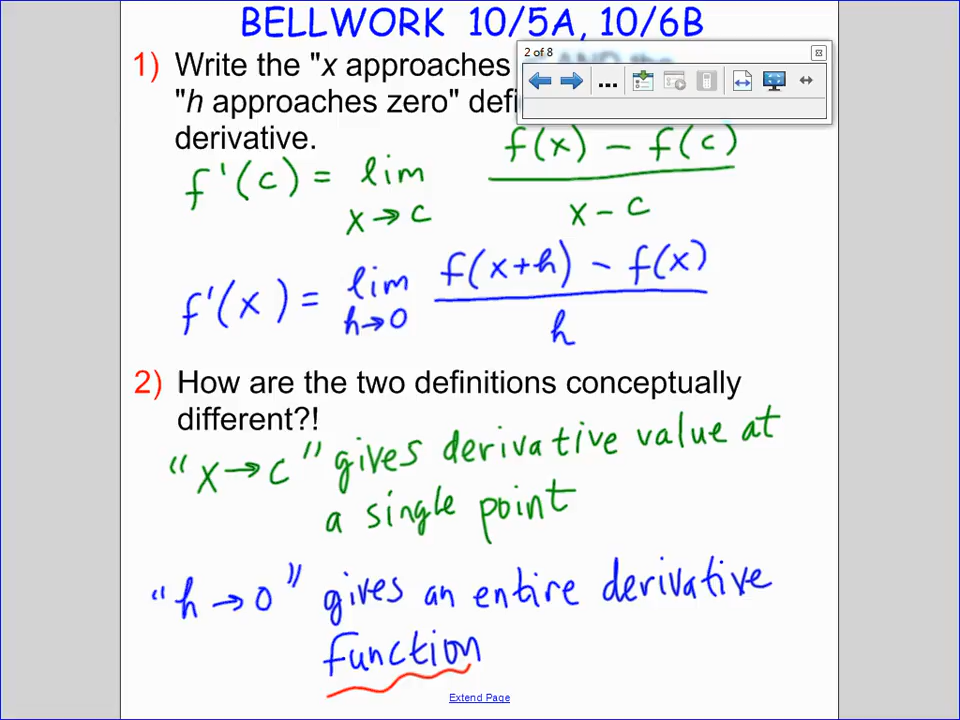 BELLWORK 10/5A, 10/6B
2 of 8
1) Write the "x approaches
"h approaches zero"
derivative.
f'(c) = lim x→c f(x) - f(c) / x - c
f'(x) = lim h→0 f(x+h) - f(x) / h
2) How are the two definitions conceptually
different?!
"x→c" gives derivative value at
a single point
"h→0" gives an entire derivative
function
Extend Page